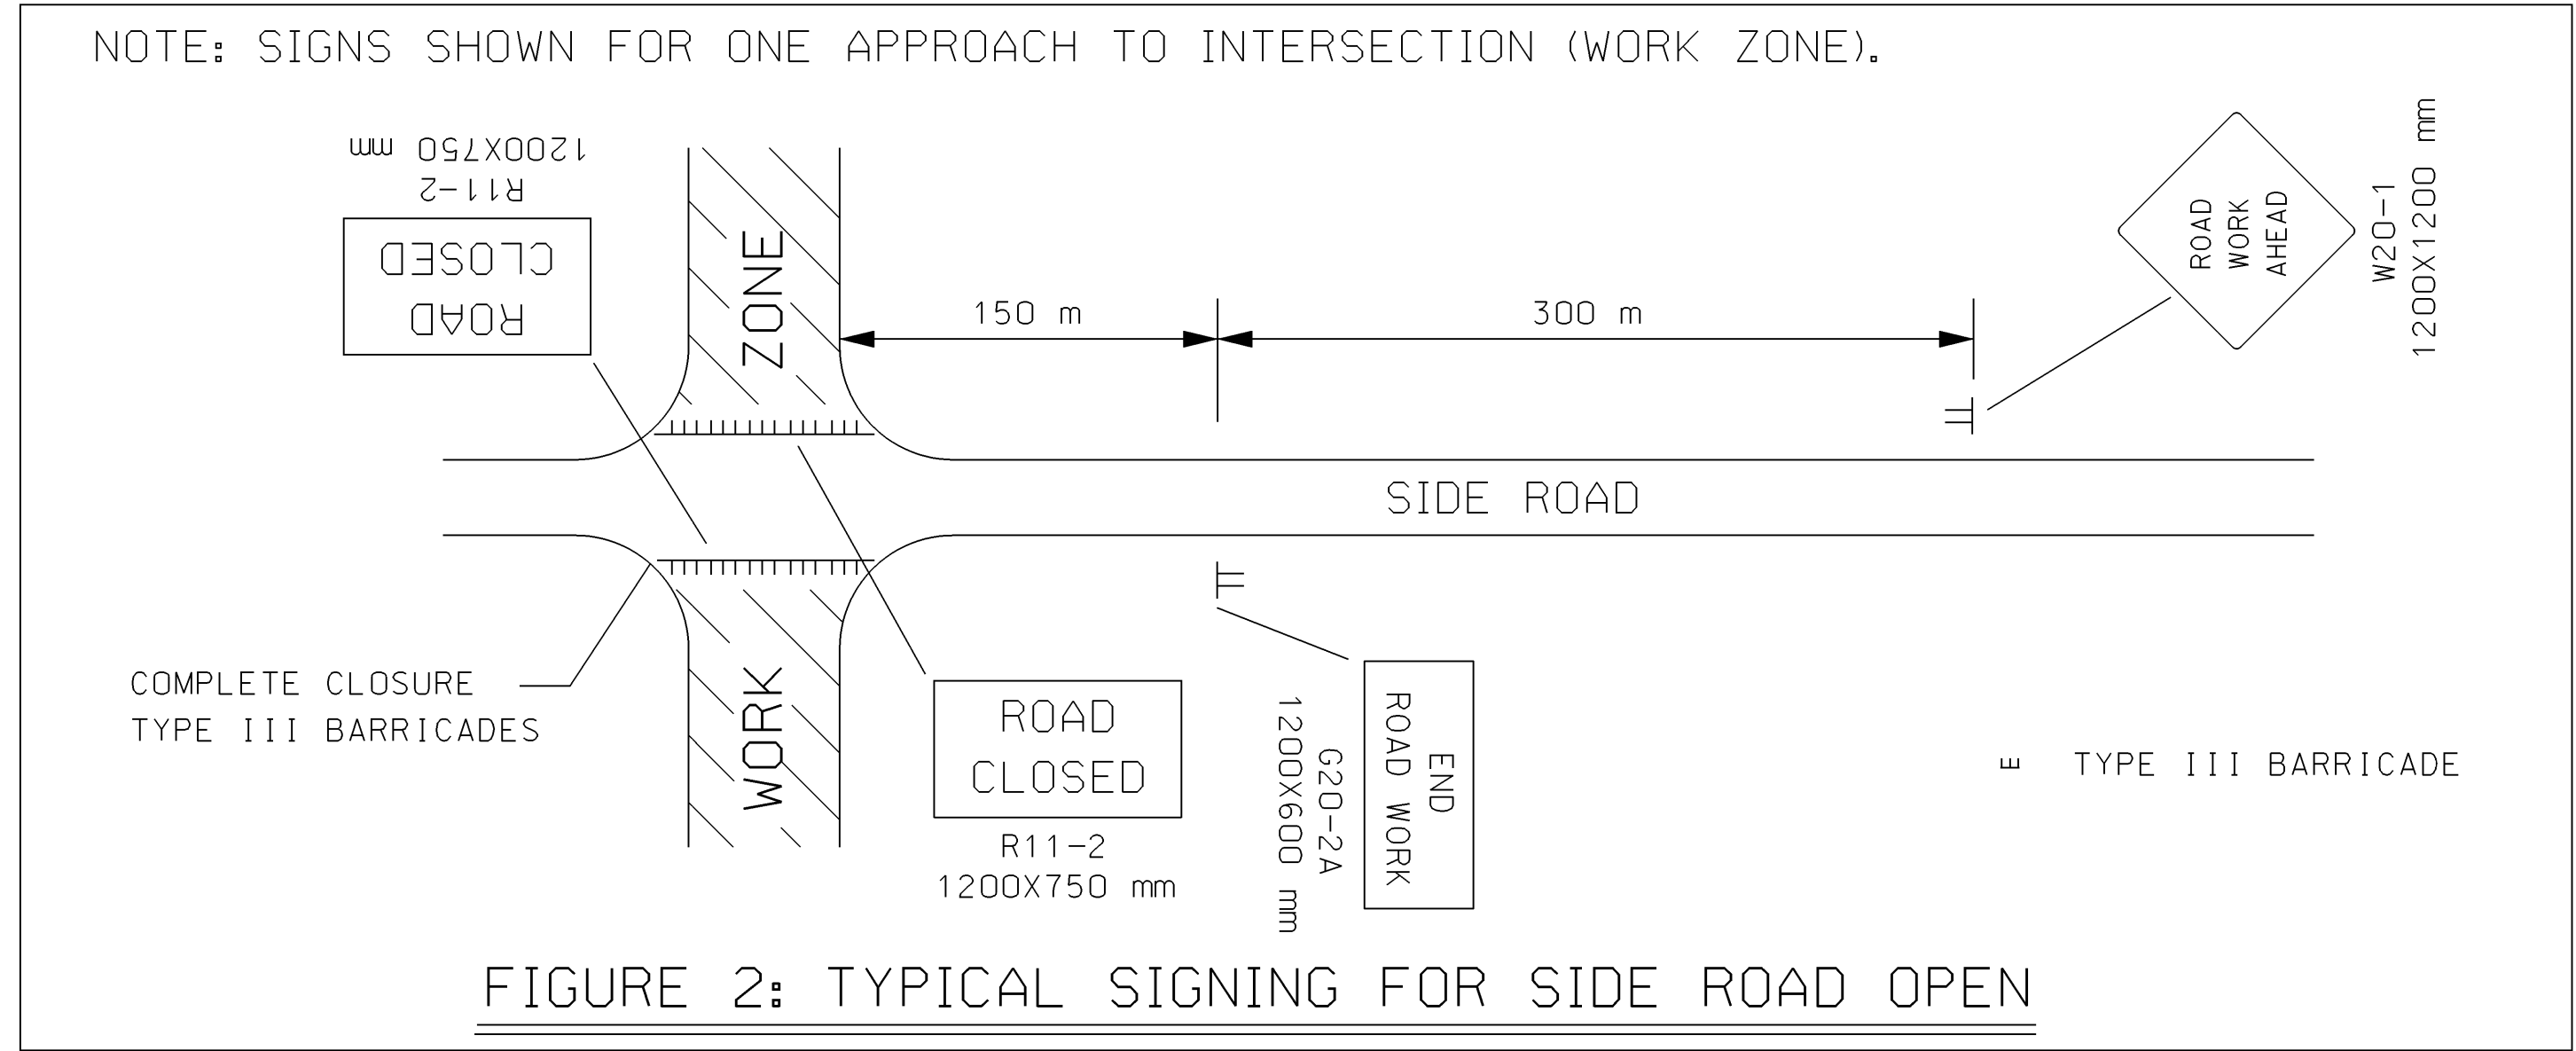 NOTE: SIGNS SHOWN FOR ONE APPROACH TO INTERSECTION (WORK ZONE).
R11-2
1200X750 mm
ROAD
CLOSED
ZONE
150 m
300 m
ROAD
WORK
AHEAD
W20-1
1200X1200 mm
SIDE ROAD
COMPLETE CLOSURE
TYPE III BARRICADES
WORK
ROAD
CLOSED
R11-2
1200X750 mm
END
ROAD WORK
G20-2A
1200X600 mm
TYPE III BARRICADE
FIGURE 2: TYPICAL SIGNING FOR SIDE ROAD OPEN